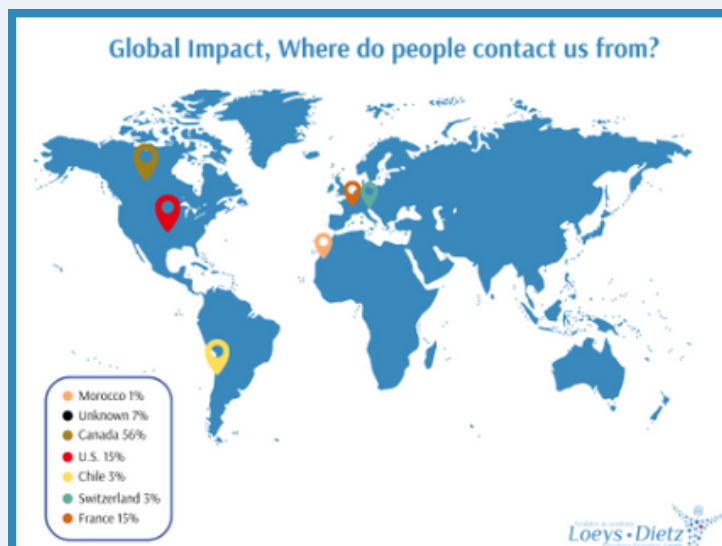 Global Impact, Where do people contact us from?
Morocco 1%
Unknown 7%
Canada 56%
U.S. 15%
Chile 3%
Switzerland 3%
France 15%
Loeys • Dietz